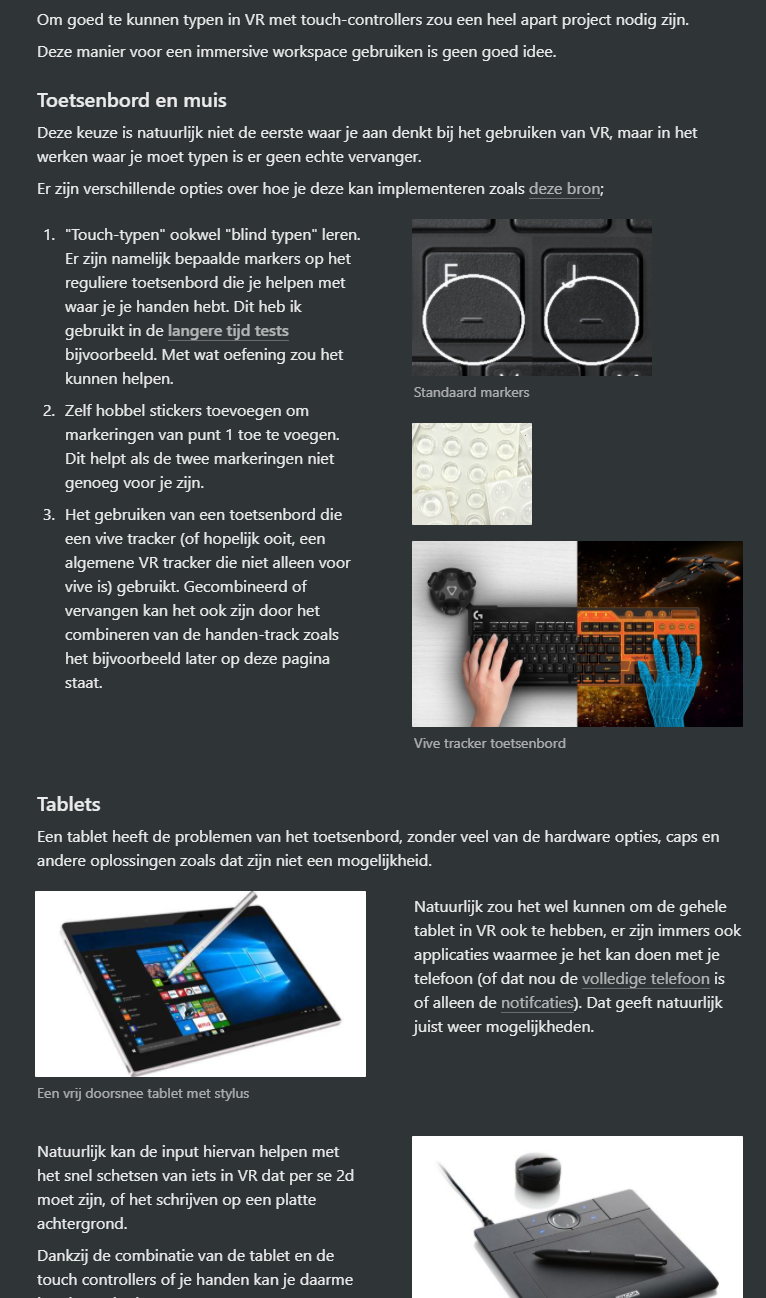 Om goed te kunnen typen in VR met touch-controllers zou een heel apart project nodig zijn.
Deze manier voor een immersive workspace gebruiken is geen goed idee.
Toetsenbord en muis
Deze keuze is natuurlijk niet de eerste waar je aan denkt bij het gebruiken van VR, maar in het
werken waar je moet typen is er geen echte vervanger.
Er zijn verschillende opties over hoe je deze kan implementeren zoals deze bron;
1. "Touch-typen" ookwel "blind typen" leren.
Er zijn namelijk bepaalde markers op het
reguliere toetsenbord die je helpen met
waar je je handen hebt. Dit heb ik
gebruikt in de langere tijd tests
bijvoorbeeld. Met wat oefening zou het
kunnen helpen.
F J
Standaard markers
2. Zelf hobbel stickers toevoegen om
markeringen van punt 1 toe te voegen.
Dit helpt als de twee markeringen niet
genoeg voor je zijn.
3. Het gebruiken van een toetsenbord die
een vive tracker (of hopelijk ooit, een
algemene VR tracker die niet alleen voor
vive is) gebruikt. Gecombineerd of
vervangen kan het ook zijn door het
combineren van de handen-track zoals
het bijvoorbeeld later op deze pagina
staat.
Vive tracker toetsenbord
Tablets
Een tablet heeft de problemen van het toetsenbord, zonder veel van de hardware opties, caps en
andere oplossingen zoals dat zijn niet een mogelijkheid.
Een vrij doorsnee tablet met stylus
Natuurlijk zou het wel kunnen om de gehele
tablet in VR ook te hebben, er zijn immers ook
applicaties waarmee je het kan doen met je
telefoon (of dat nou de volledige telefoon is
of alleen de notifcaties). Dat geeft natuurlijk
juist weer mogelijkheden.
Natuurlijk kan de input hiervan helpen met
het snel schetsen van iets in VR dat per se 2d
moet zijn, of het schrijven op een platte
achtergrond.
Dankzij de combinatie van de tablet en de
touch controllers of je handen kan je daarme